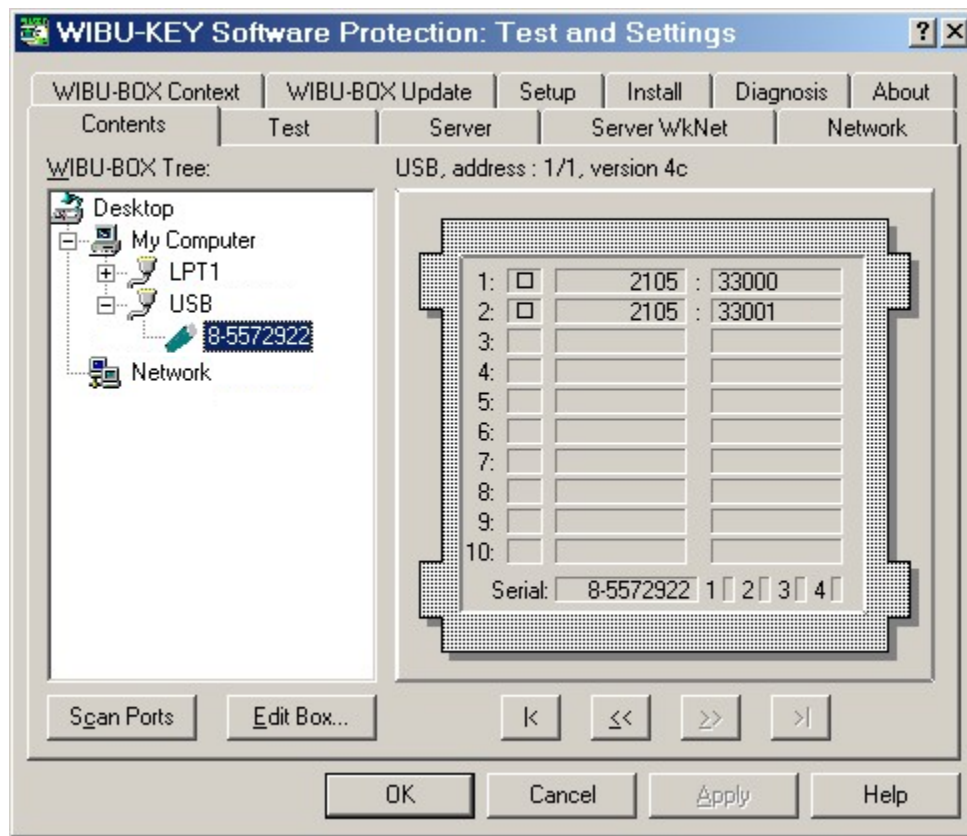 WIBU-KEY Software Protection: Test and Settings
WIBU-BOX Context WIBU-BOX Update Setup Install Diagnosis About
Contents Test Server Server WkNet Network
WIBU-BOX Tree:
USB, address : 1/1, version 4c
Desktop
My Computer
LPT1
USB
8-5572922
Network
1: 2105 : 33000
2: 2105 : 33001
3:
4:
5:
6:
7:
8:
9:
10:
Serial: 8-5572922 1 2 3 4
Scan Ports Edit Box... |< << >> >|
OK Cancel Apply Help